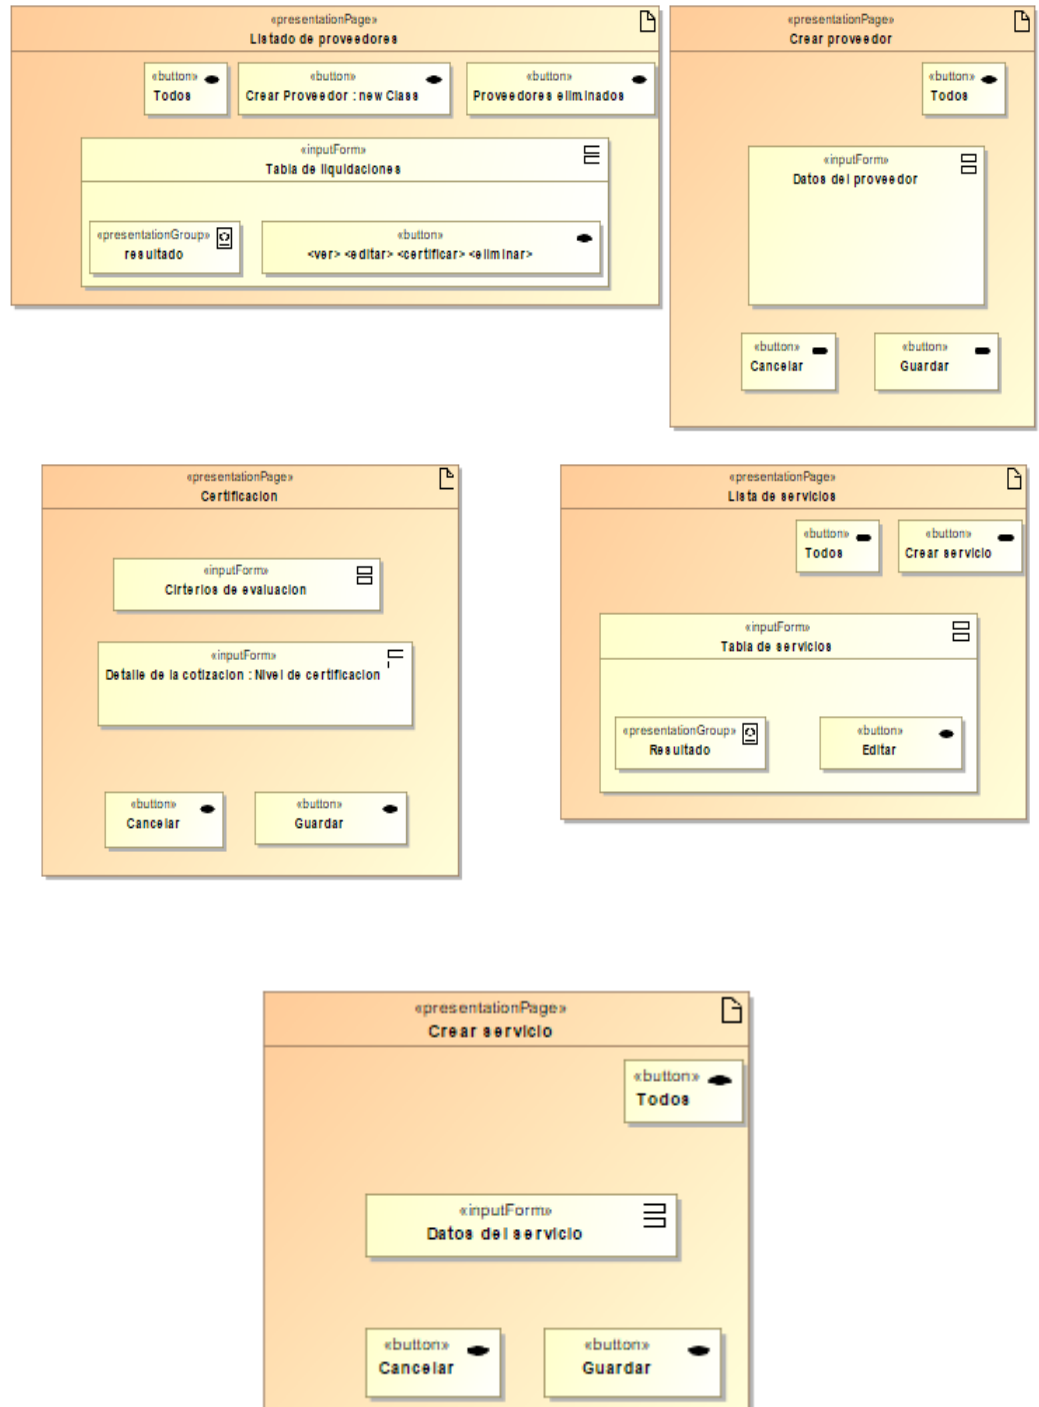 «presentationPage»
Listado de proveedores
«button»
Todos
«button»
Crear Proveedor : new Class
«button»
Proveedores eliminados
«inputForm»
Tabla de liquidaciones
«presentationGroup»
resultado
«button»
<ver> <editar> <certificar> <eliminar>
«presentationPage»
Crear proveedor
«button»
Todos
«inputForm»
Datos del proveedor
«button»
Cancelar
«button»
Guardar
«presentationPage»
Certificacion
«inputForm»
Cirterios de evaluacion
«inputForm»
Detalle de la cotizacion : Nivel de certificacion
«button»
Cancelar
«button»
Guardar
«presentationPage»
Lista de servicios
«button»
Todos
«button»
Crear servicio
«inputForm»
Tabla de servicios
«presentationGroup»
Resultado
«button»
Editar
«presentationPage»
Crear servicio
«button»
Todos
«inputForm»
Datos del servicio
«button»
Cancelar
«button»
Guardar